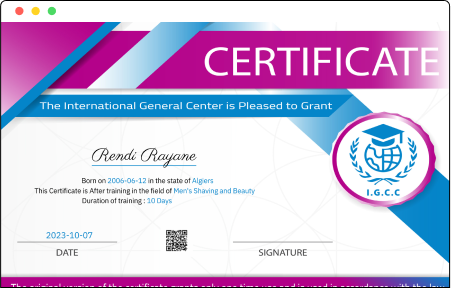 CERTIFICATE
The International General Center is Pleased to Grant
Rendi Rayane
Born on 2006-06-12 in the state of Algiers
This Certificate is After training in the field of Men's Shaving and Beauty
Duration of training : 10 Days
I.G.C.C
2023-10-07
DATE
SIGNATURE
The original version of the certificate grants only one time use and is used in accordance with the law